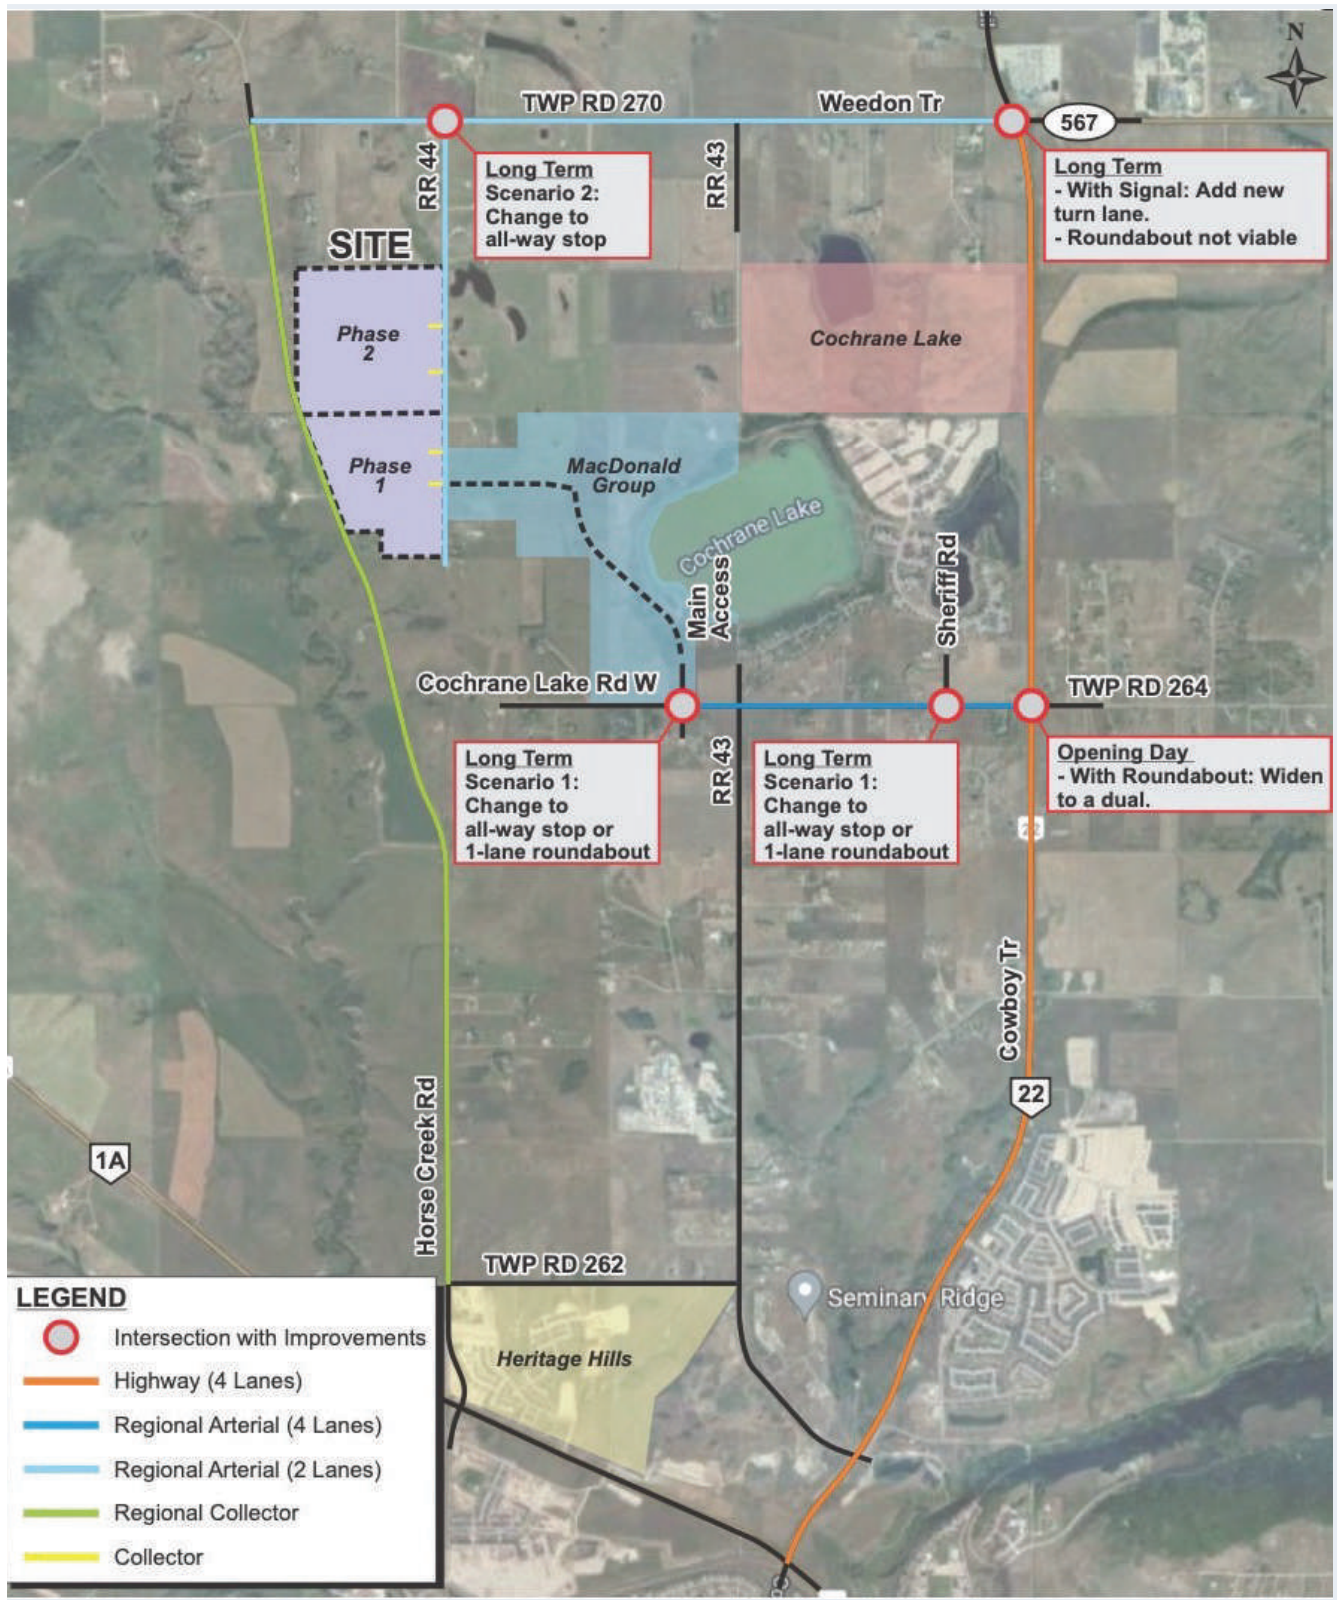 N
TWP RD 270
Weedon Tr
567
RR 44
RR 43
Long Term
Scenario 2:
Change to
all-way stop
Long Term
- With Signal: Add new
turn lane.
- Roundabout not viable
SITE
Phase
2
Cochrane Lake
Phase
1
MacDonald
Group
Cochrane Lake
Main
Access
Sheriff Rd
Cochrane Lake Rd W
TWP RD 264
Long Term
Scenario 1:
Change to
all-way stop or
1-lane roundabout
RR 43
Long Term
Scenario 1:
Change to
all-way stop or
1-lane roundabout
Opening Day
- With Roundabout: Widen
to a dual.
22
Cowboy Tr
22
Horse Creek Rd
1A
TWP RD 262
Seminary Ridge
Heritage Hills
LEGEND
Intersection with Improvements
Highway (4 Lanes)
Regional Arterial (4 Lanes)
Regional Arterial (2 Lanes)
Regional Collector
Collector